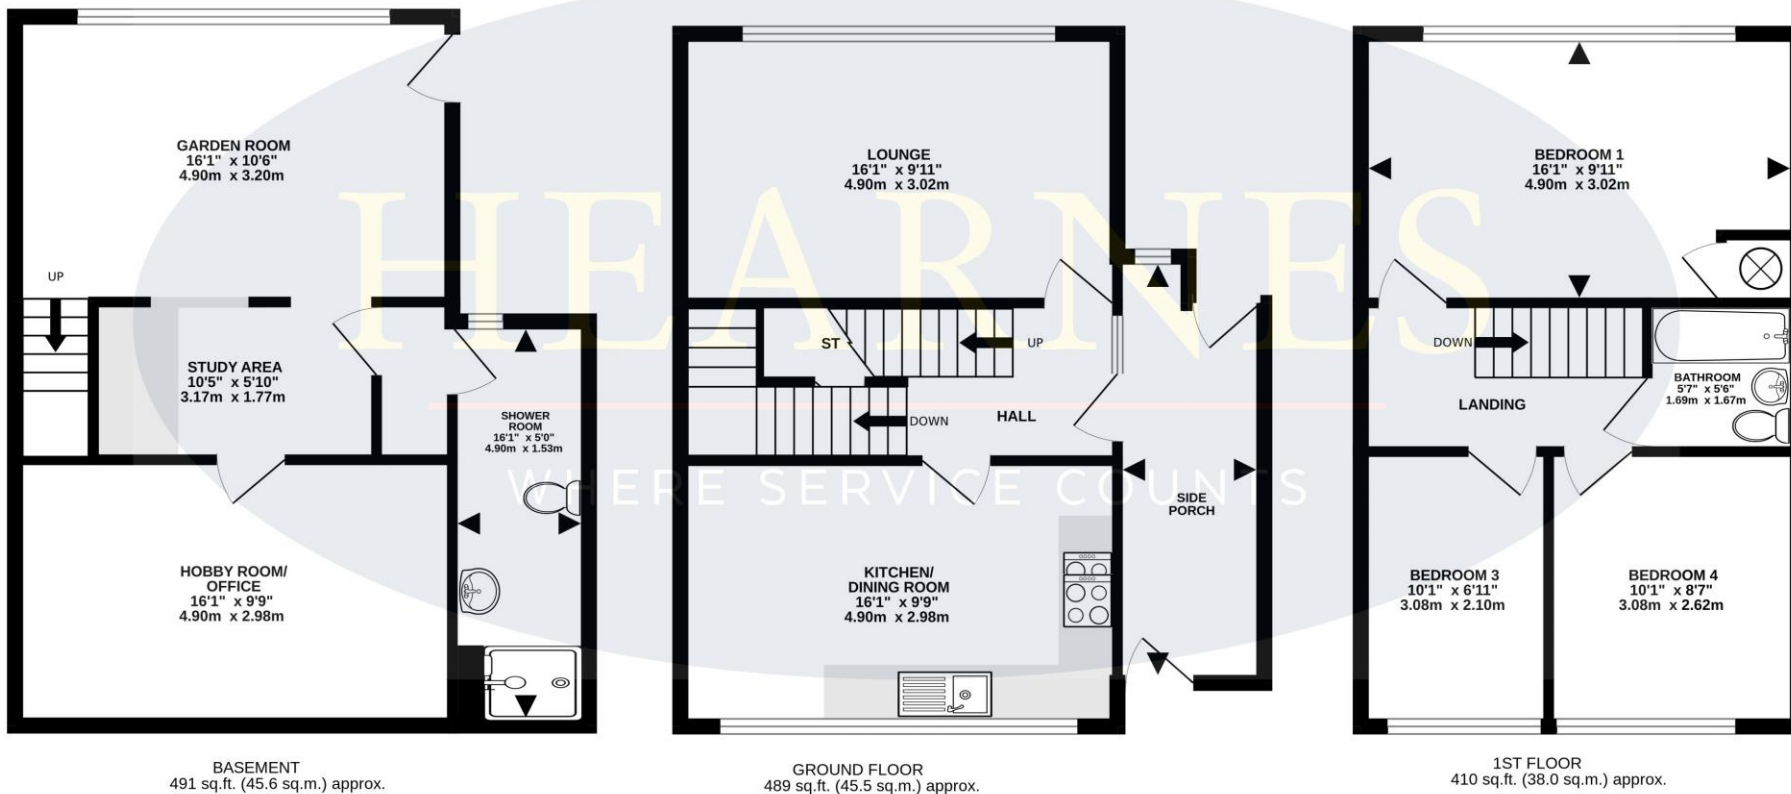 GARDEN ROOM
16'1" x 10'6"
4.90m x 3.20m
UP
STUDY AREA
10'5" x 5'10"
3.17m x 1.77m
SHOWER
ROOM
16'1" x 5'0"
4.90m x 1.53m
HOBBY ROOM/
OFFICE
16'1" x 9'9"
4.90m x 2.98m
BASEMENT
491 sq.ft. (45.6 sq.m.) approx.
LOUNGE
16'1" x 9'11"
4.90m x 3.02m
ST
UP
DOWN
HALL
SIDE
PORCH
KITCHEN/
DINING ROOM
16'1" x 9'9"
4.90m x 2.98m
GROUND FLOOR
489 sq.ft. (45.5 sq.m.) approx.
BEDROOM 1
16'1" x 9'11"
4.90m x 3.02m
DOWN
LANDING
BATHROOM
5'7" x 5'6"
1.69m x 1.67m
BEDROOM 3
10'1" x 6'11"
3.08m x 2.10m
BEDROOM 4
10'1" x 8'7"
3.08m x 2.62m
1ST FLOOR
410 sq.ft. (38.0 sq.m.) approx.
HEARNES
WHERE SERVICE COUNTS